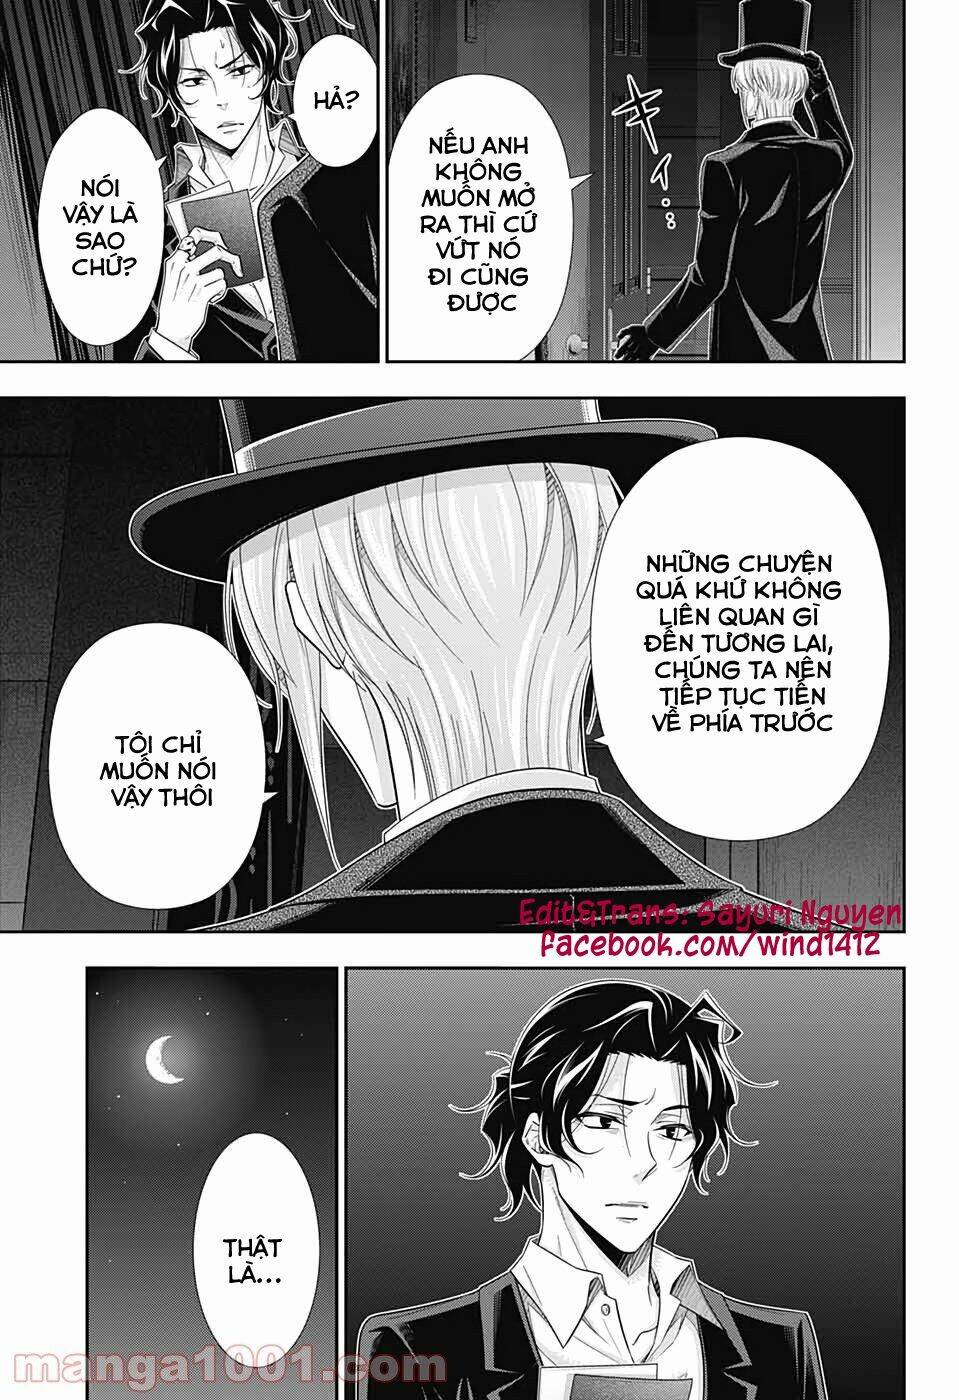 NẾU ANH
KHÔNG
MUỐN MỞ
RA THÌ CỨ
VỨT NÓ
ĐI CŨNG
ĐƯỢC
HẢ?
NÓI
VẬY LÀ
SAO
CHỨ?
NHỮNG CHUYỆN
QUÁ KHỨ KHÔNG
LIÊN QUAN GÌ
ĐẾN TƯƠNG LAI,
CHÚNG TA NÊN
TIẾP TỤC TIẾN
VỀ PHÍA TRƯỚC
TÔI CHỈ
MUỐN NÓI
VẬY THÔI
Edit&Trans: Sayuri Nguyen
Facebook.com/wind1412
THẬT
LÀ...
manga1001.com